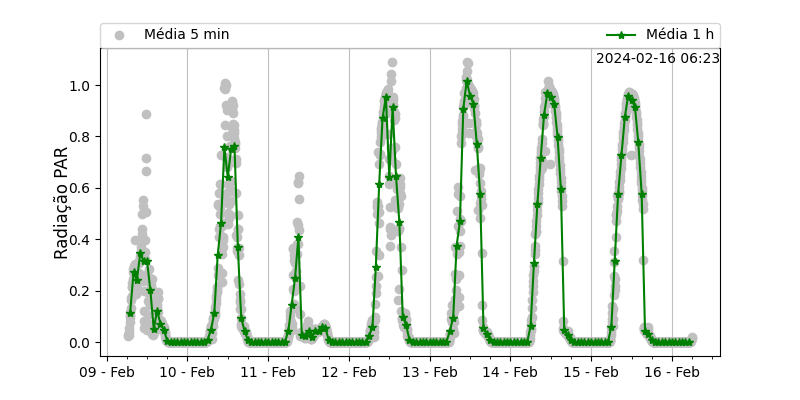 Média 5 min
Média 1 h
2024-02-16 06:23
Radiação PAR
1.0
0.8
0.6
0.4
0.2
0.0
09 - Feb
10 - Feb
11 - Feb
12 - Feb
13 - Feb
14 - Feb
15 - Feb
16 - Feb